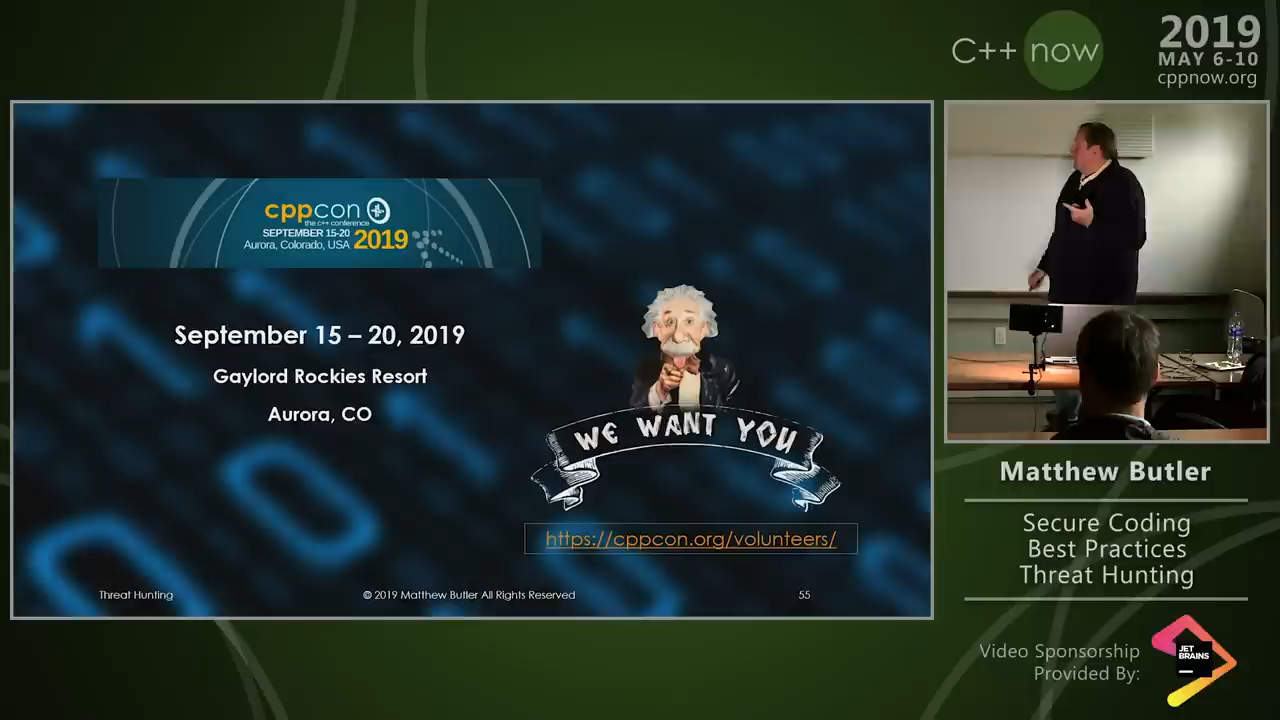 C++ now
2019
MAY 6-10
cppnow.org
cppcon
the c++ conference
SEPTEMBER 15-20
Aurora, Colorado, USA
2019
September 15 – 20, 2019
Gaylord Rockies Resort
Aurora, CO
WE WANT YOU
https://cppcon.org/volunteers/
Threat Hunting
© 2019 Matthew Butler All Rights Reserved
55
Matthew Butler
Secure Coding
Best Practices
Threat Hunting
Video Sponsorship
Provided By:
JET
BRAINS